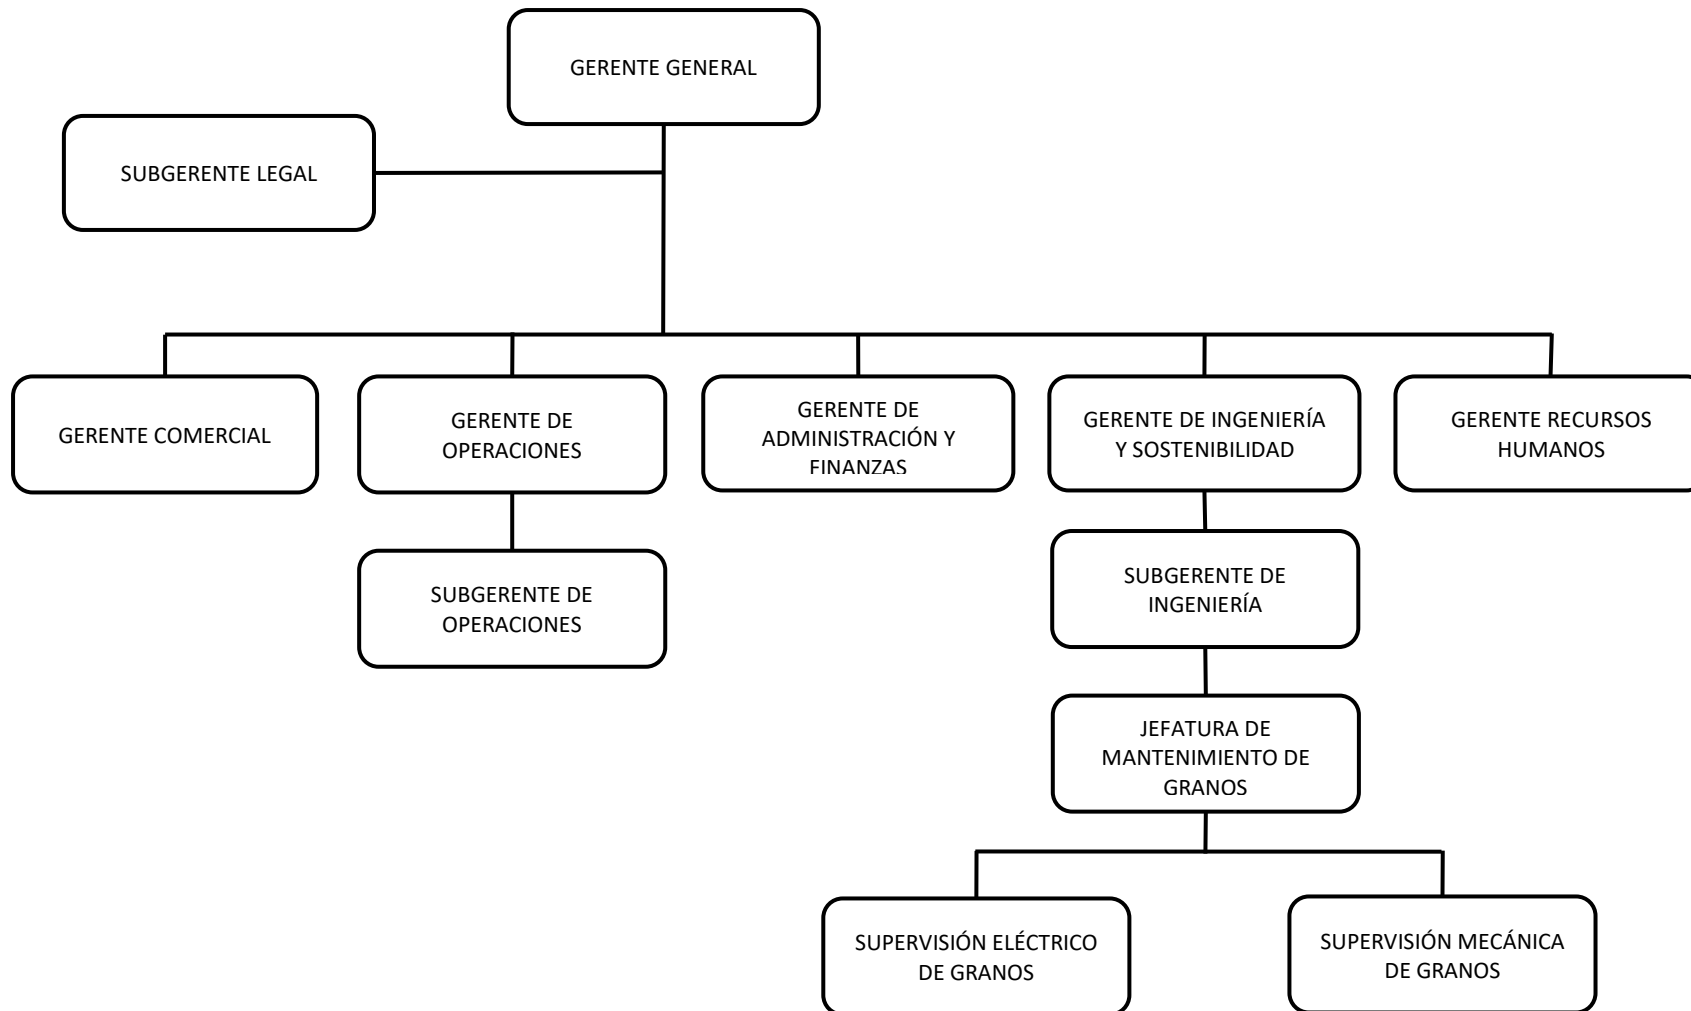 GERENTE GENERAL
SUBGERENTE LEGAL
GERENTE COMERCIAL
GERENTE DE
OPERACIONES
GERENTE DE
ADMINISTRACIÓN Y
FINANZAS
GERENTE DE INGENIERÍA
Y SOSTENIBILIDAD
GERENTE RECURSOS
HUMANOS
SUBGERENTE DE
OPERACIONES
SUBGERENTE DE
INGENIERÍA
JEFATURA DE
MANTENIMIENTO DE
GRANOS
SUPERVISIÓN ELÉCTRICO
DE GRANOS
SUPERVISIÓN MECÁNICA
DE GRANOS